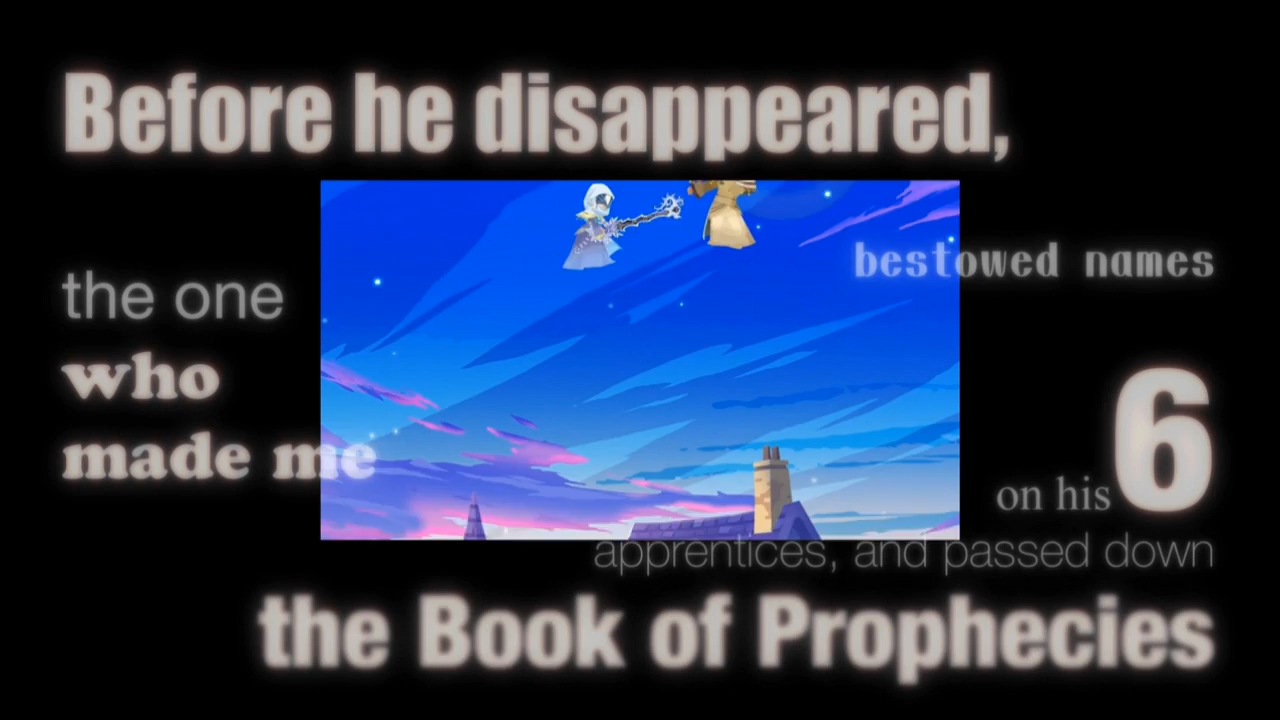 Before he disappeared,
the one
who
made me
bestowed names
on his 6
apprentices, and passed down
the Book of Prophecies